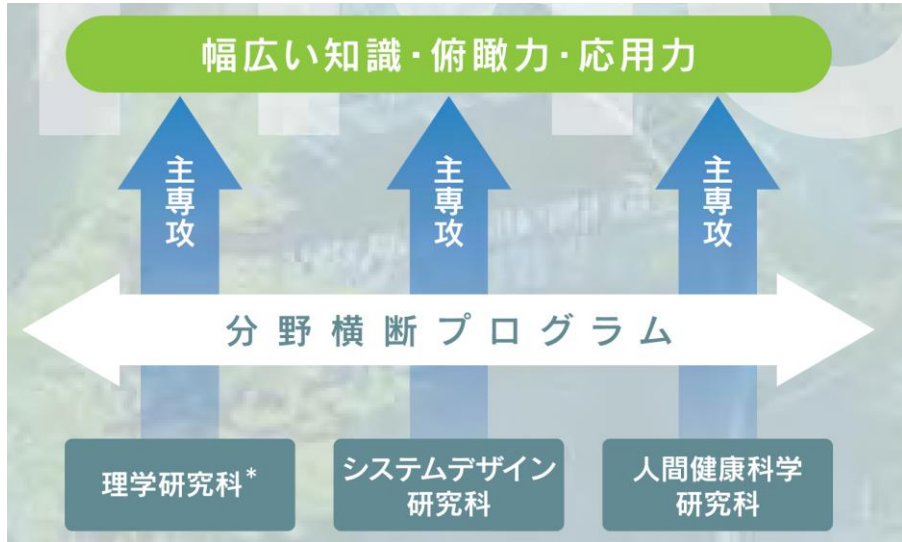 幅広い知識・俯瞰力・応用力
主専攻
主専攻
主専攻
分野横断プログラム
理学研究科*
システムデザイン
研究科
人間健康科学
研究科